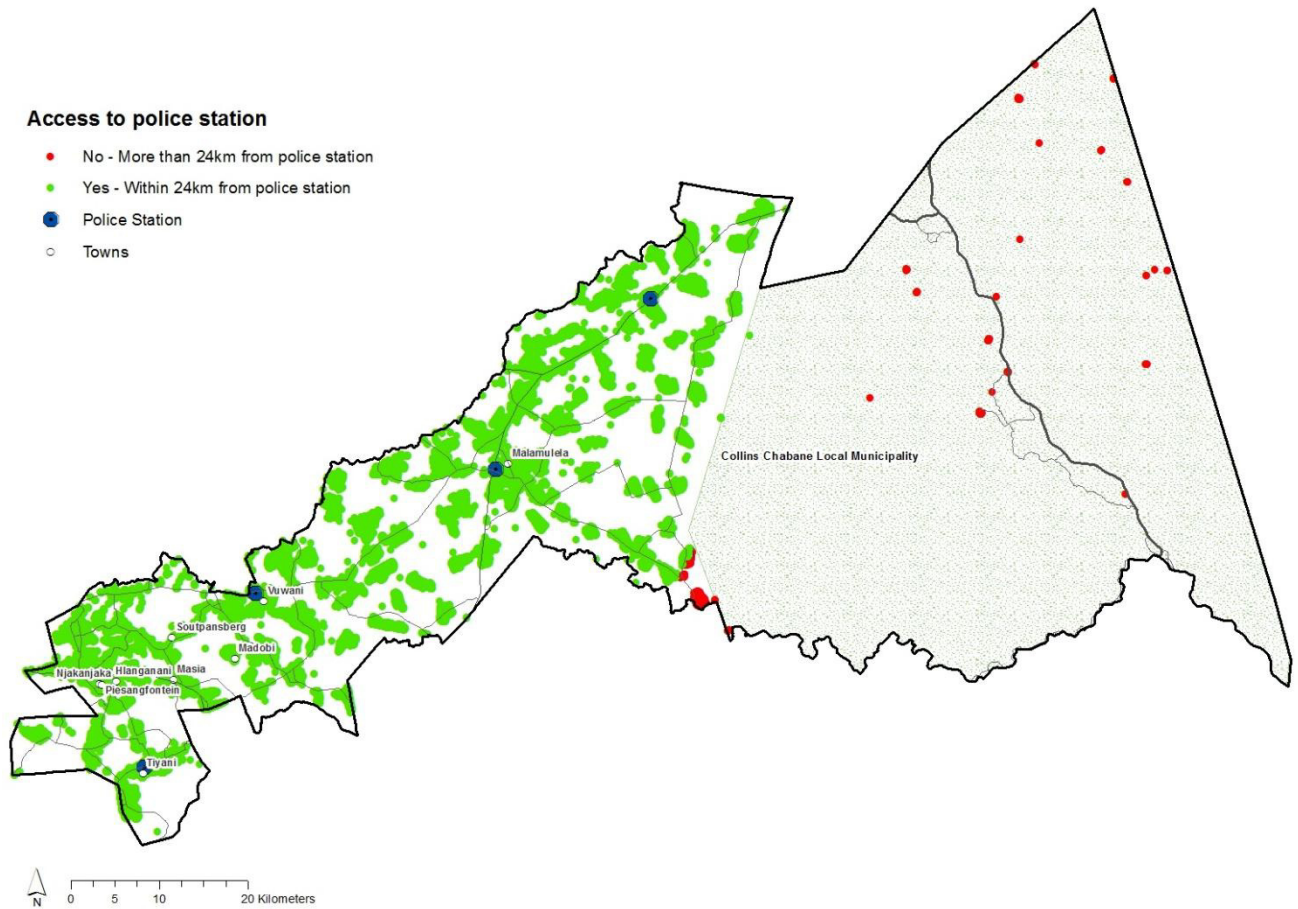 Access to police station
No - More than 24km from police station
Yes - Within 24km from police station
Police Station
Towns
Malamulela
Collins Chabane Local Municipality
Vuwani
Soutpansberg
Madobi
Njakanjaka Hlanganani Masia
Piesangfontein
Tiyani
N
0 5 10 20 Kilometers